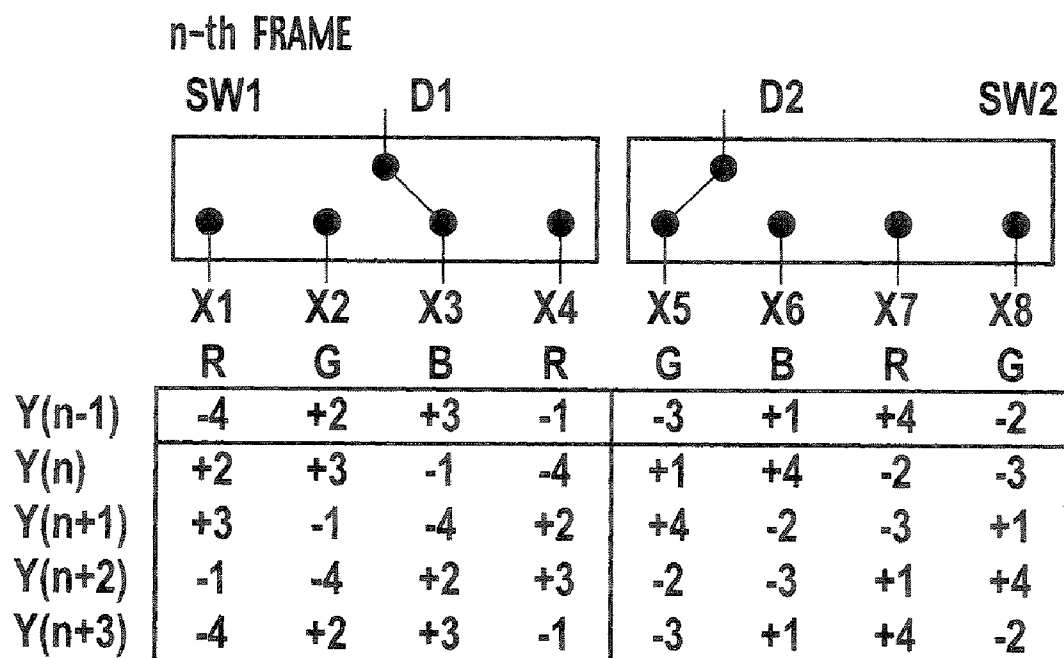 n-th FRAME
SW1 D1 D2 SW2
X1 X2 X3 X4 X5 X6 X7 X8
R G B R G B R G
Y(n-1) -4 +2 +3 -1 -3 +1 +4 -2
Y(n) +2 +3 -1 -4 +1 +4 -2 -3
Y(n+1) +3 -1 -4 +2 +4 -2 -3 +1
Y(n+2) -1 -4 +2 +3 -2 -3 +1 +4
Y(n+3) -4 +2 +3 -1 -3 +1 +4 -2